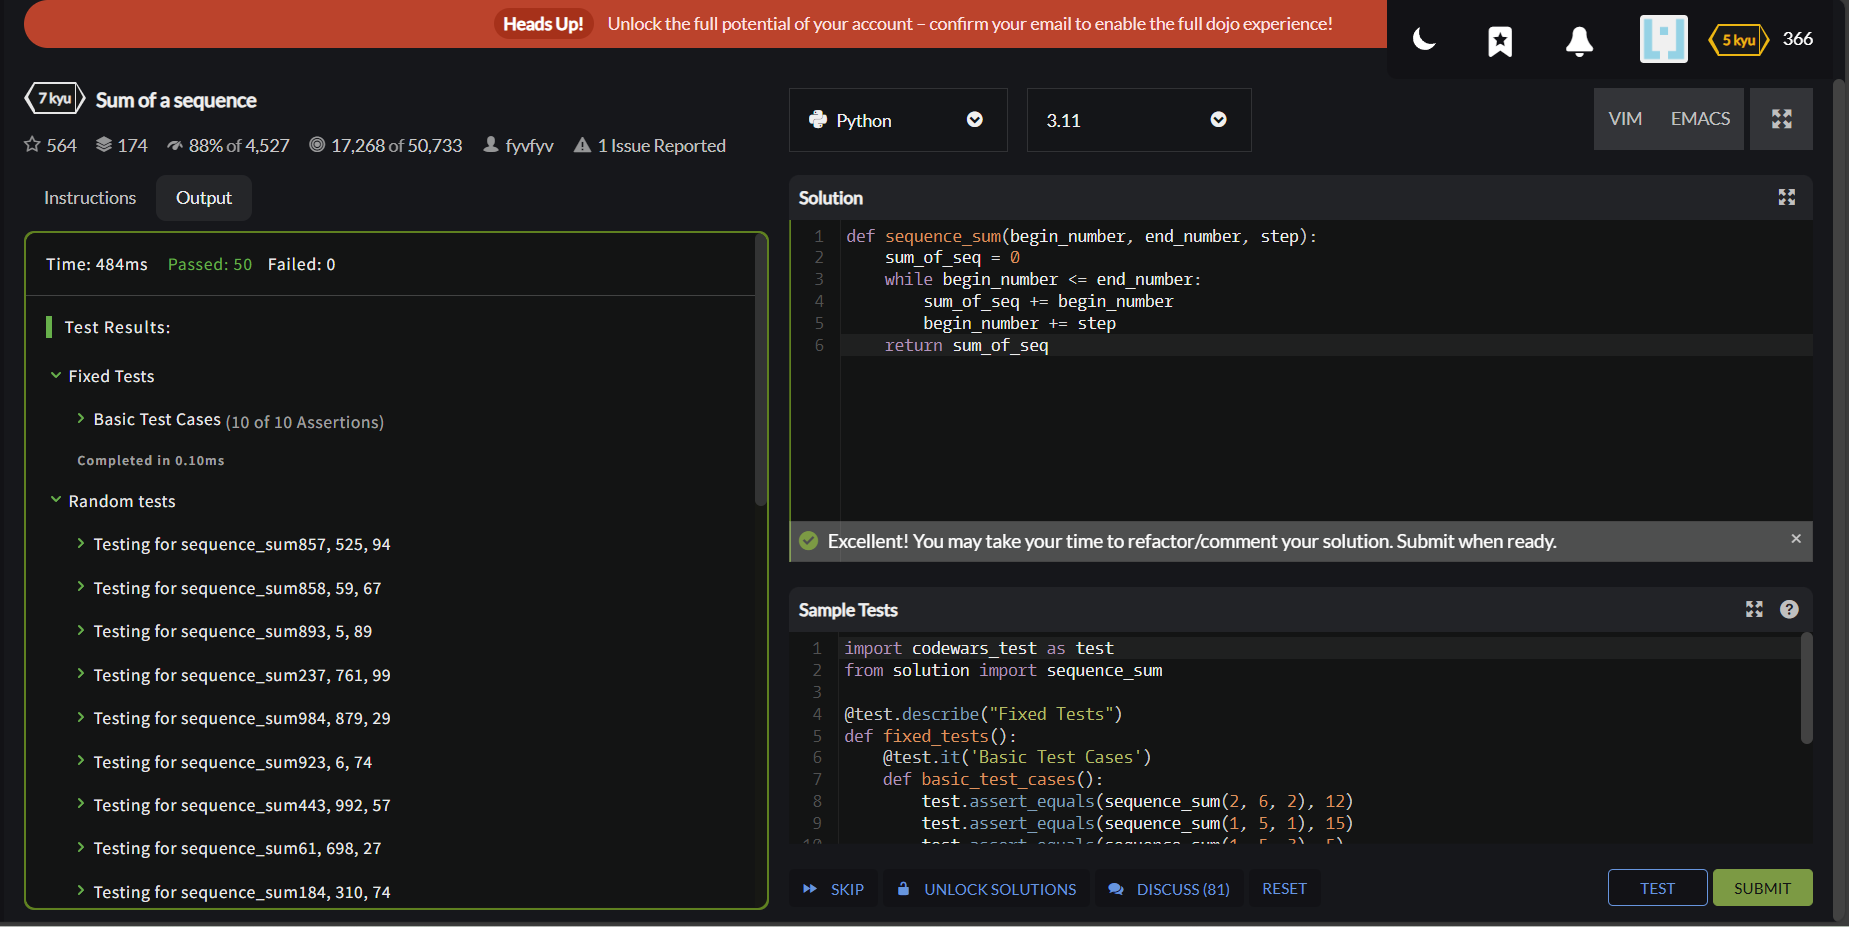 Heads Up! Unlock the full potential of your account – confirm your email to enable the full dojo experience!
5 kyu 366
7 kyu Sum of a sequence
564 174 88% of 4,527 17,268 of 50,733 fyvfyv 1 Issue Reported
Python 3.11 VIM EMACS
Instructions Output
Time: 484ms Passed: 50 Failed: 0
Test Results:
Fixed Tests
Basic Test Cases (10 of 10 Assertions)
Completed in 0.10ms
Random tests
Testing for sequence_sum857, 525, 94
Testing for sequence_sum858, 59, 67
Testing for sequence_sum893, 5, 89
Testing for sequence_sum237, 761, 99
Testing for sequence_sum984, 879, 29
Testing for sequence_sum923, 6, 74
Testing for sequence_sum443, 992, 57
Testing for sequence_sum61, 698, 27
Testing for sequence_sum184, 310, 74
Solution
1 def sequence_sum(begin_number, end_number, step):
2     sum_of_seq = 0
3     while begin_number <= end_number:
4         sum_of_seq += begin_number
5         begin_number += step
6     return sum_of_seq
Excellent! You may take your time to refactor/comment your solution. Submit when ready.
Sample Tests
1 import codewars_test as test
2 from solution import sequence_sum
3
4 @test.describe("Fixed Tests")
5 def fixed_tests():
6     @test.it('Basic Test Cases')
7     def basic_test_cases():
8         test.assert_equals(sequence_sum(2, 6, 2), 12)
9         test.assert_equals(sequence_sum(1, 5, 1), 15)
10         test.assert_equals(sequence_sum(1, 5, 3), 5)
SKIP UNLOCK SOLUTIONS DISCUSS (81) RESET TEST SUBMIT